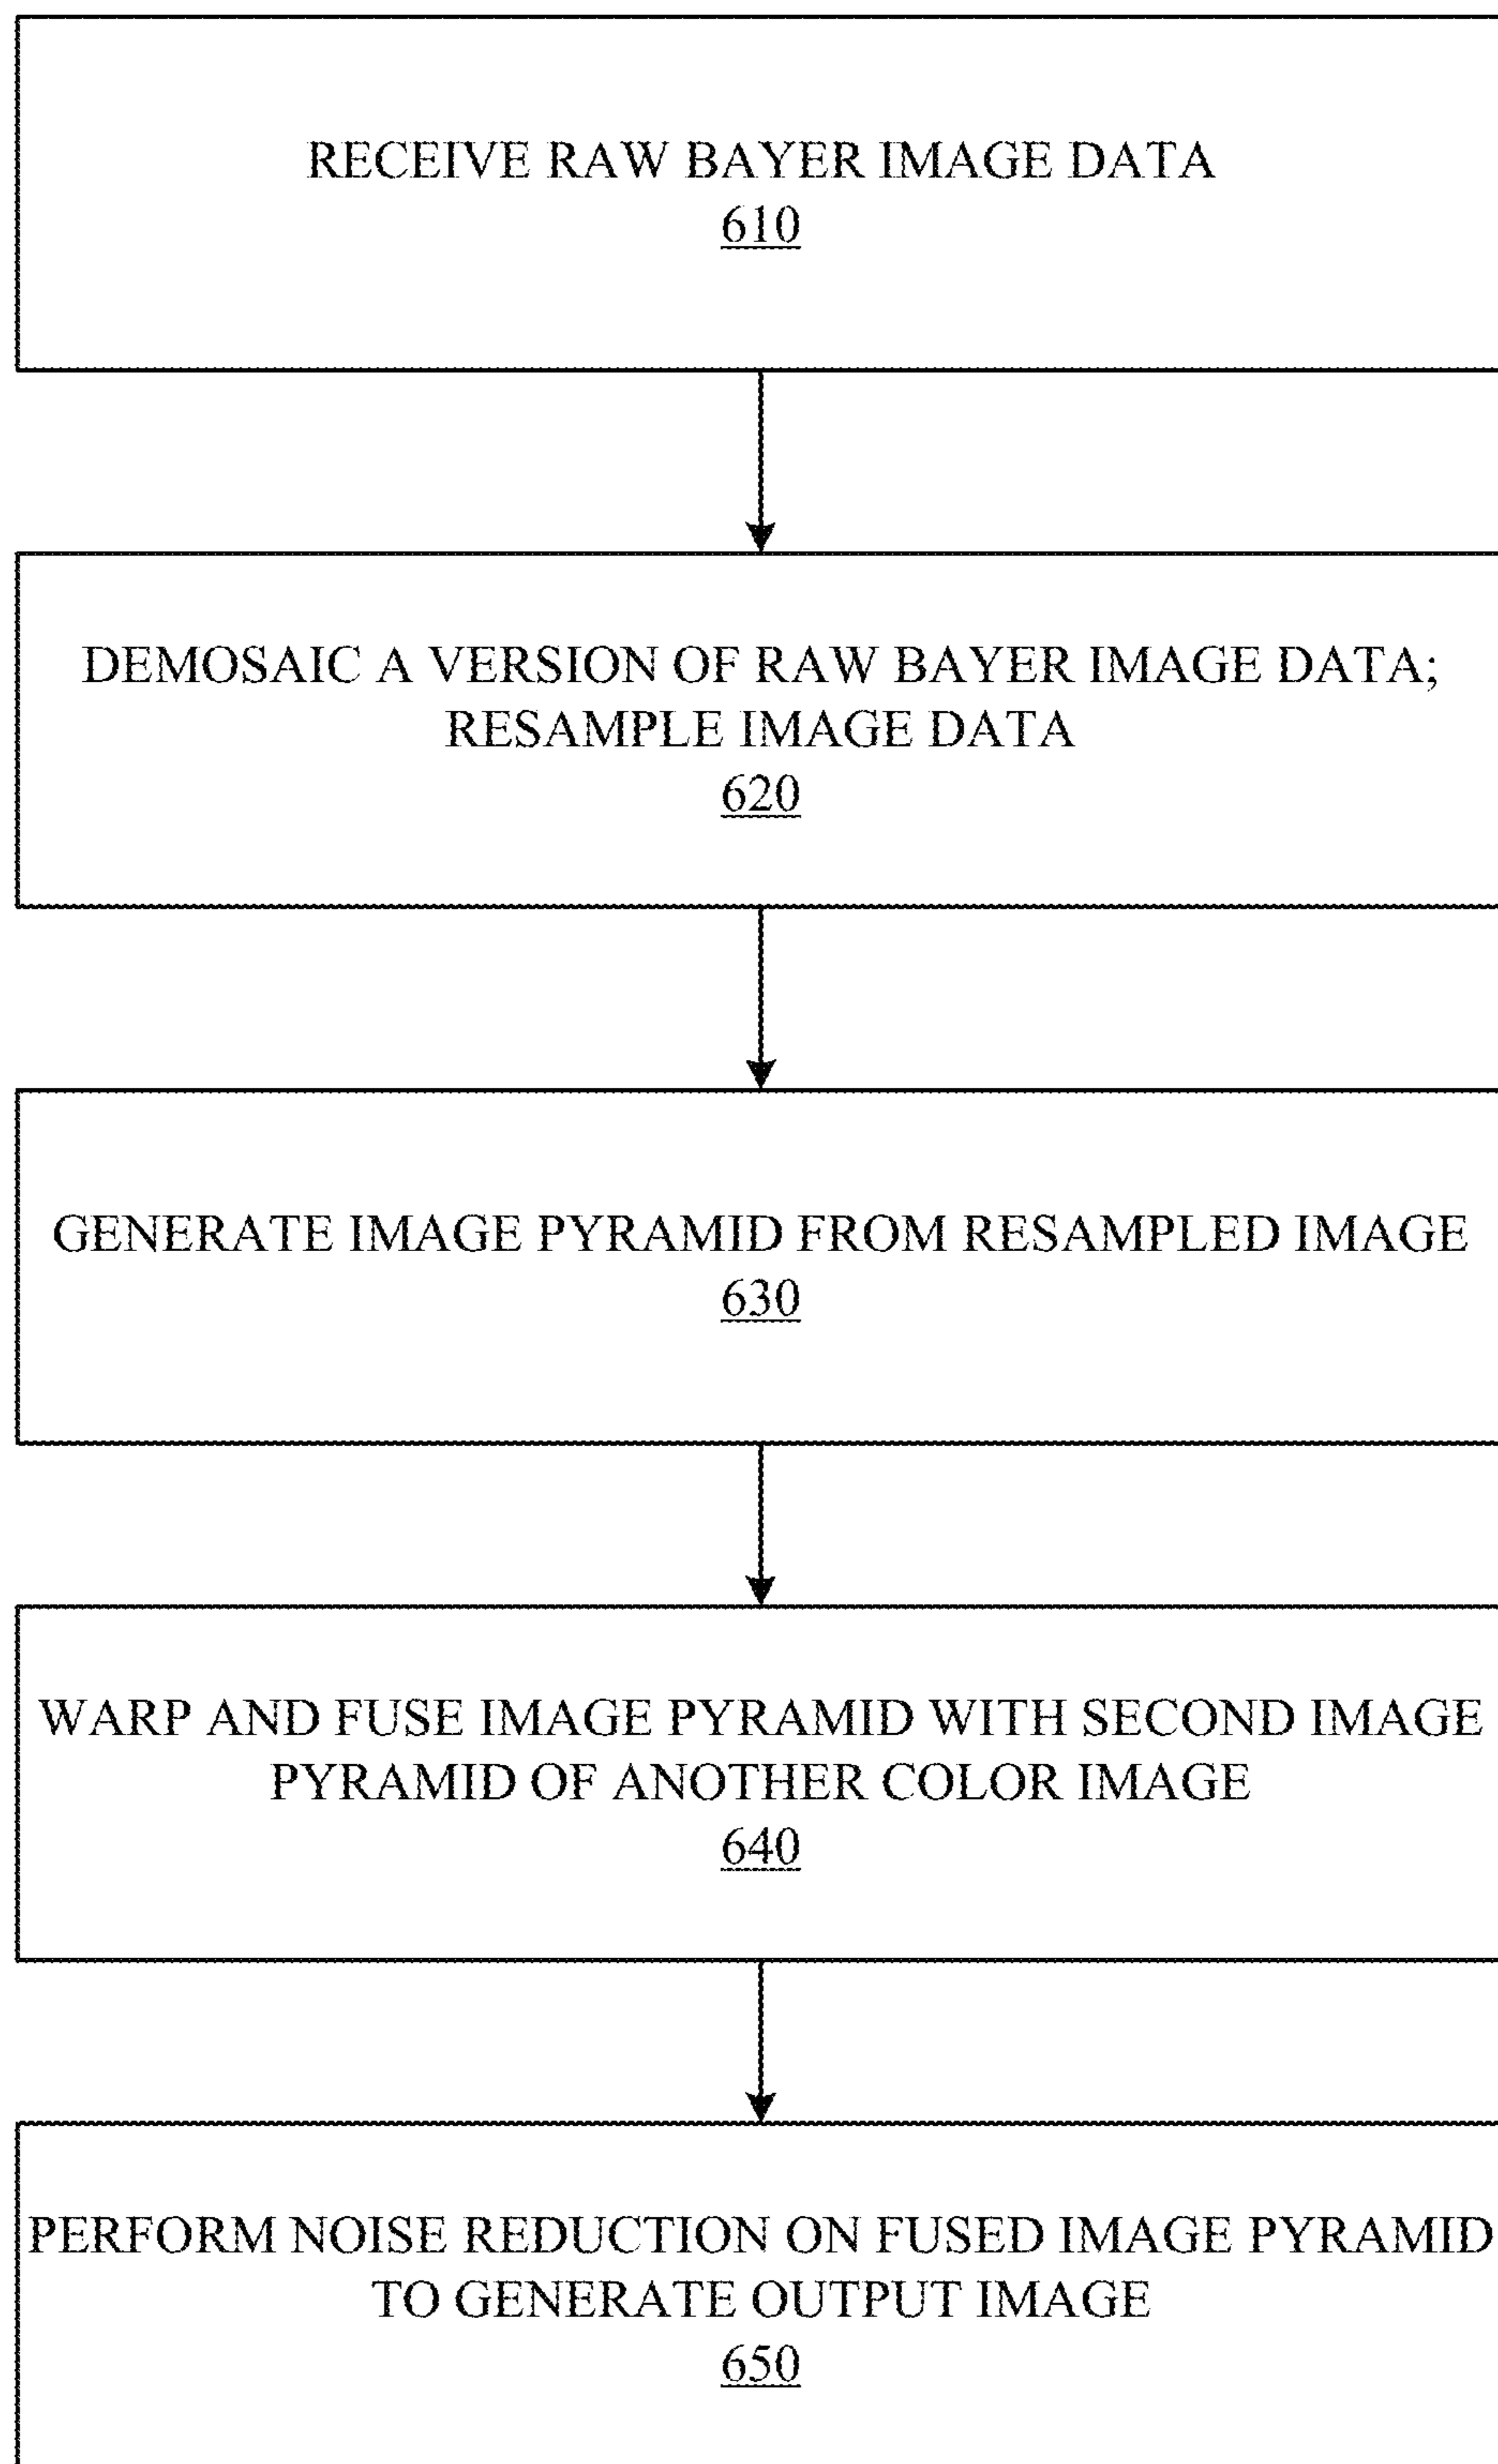 RECEIVE RAW BAYER IMAGE DATA
610
DEMOSAIC A VERSION OF RAW BAYER IMAGE DATA;
RESAMPLE IMAGE DATA
620
GENERATE IMAGE PYRAMID FROM RESAMPLED IMAGE
630
WARP AND FUSE IMAGE PYRAMID WITH SECOND IMAGE
PYRAMID OF ANOTHER COLOR IMAGE
640
PERFORM NOISE REDUCTION ON FUSED IMAGE PYRAMID
TO GENERATE OUTPUT IMAGE
650